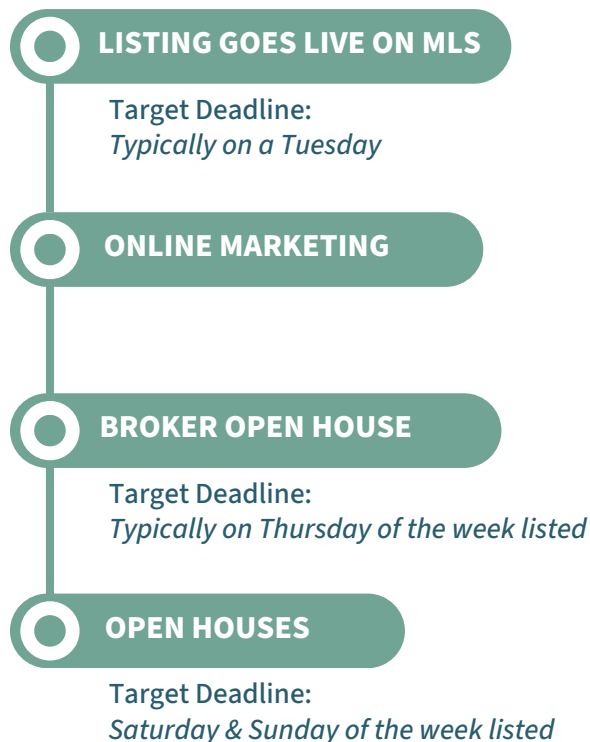 LISTING GOES LIVE ON MLS
Target Deadline:
Typically on a Tuesday
ONLINE MARKETING
BROKER OPEN HOUSE
Target Deadline:
Typically on Thursday of the week listed
OPEN HOUSES
Target Deadline:
Saturday & Sunday of the week listed